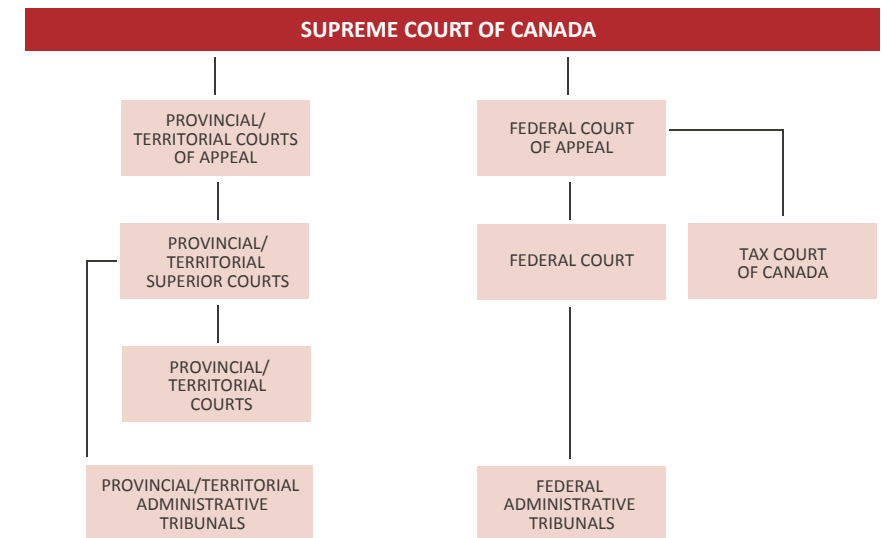 SUPREME COURT OF CANADA
PROVINCIAL/
TERRITORIAL COURTS
OF APPEAL
FEDERAL COURT
OF APPEAL
PROVINCIAL/
TERRITORIAL
SUPERIOR COURTS
FEDERAL COURT
TAX COURT
OF CANADA
PROVINCIAL/
TERRITORIAL
COURTS
PROVINCIAL/TERRITORIAL
ADMINISTRATIVE
TRIBUNALS
FEDERAL
ADMINISTRATIVE
TRIBUNALS